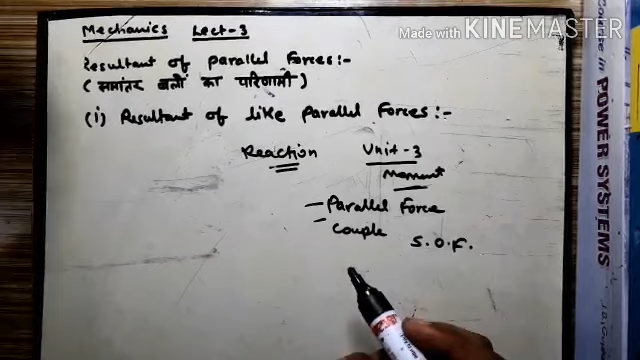 Mechanics Lect-3
Made with KINEMASTER
Resultant of parallel Forces:-
(समांतर बलों का परिणामी)
(i) Resultant of like Parallel Forces:-
Reaction Unit-3
Moment
- Parallel Force
- Couple S.O.F.
POWER SYSTEMS